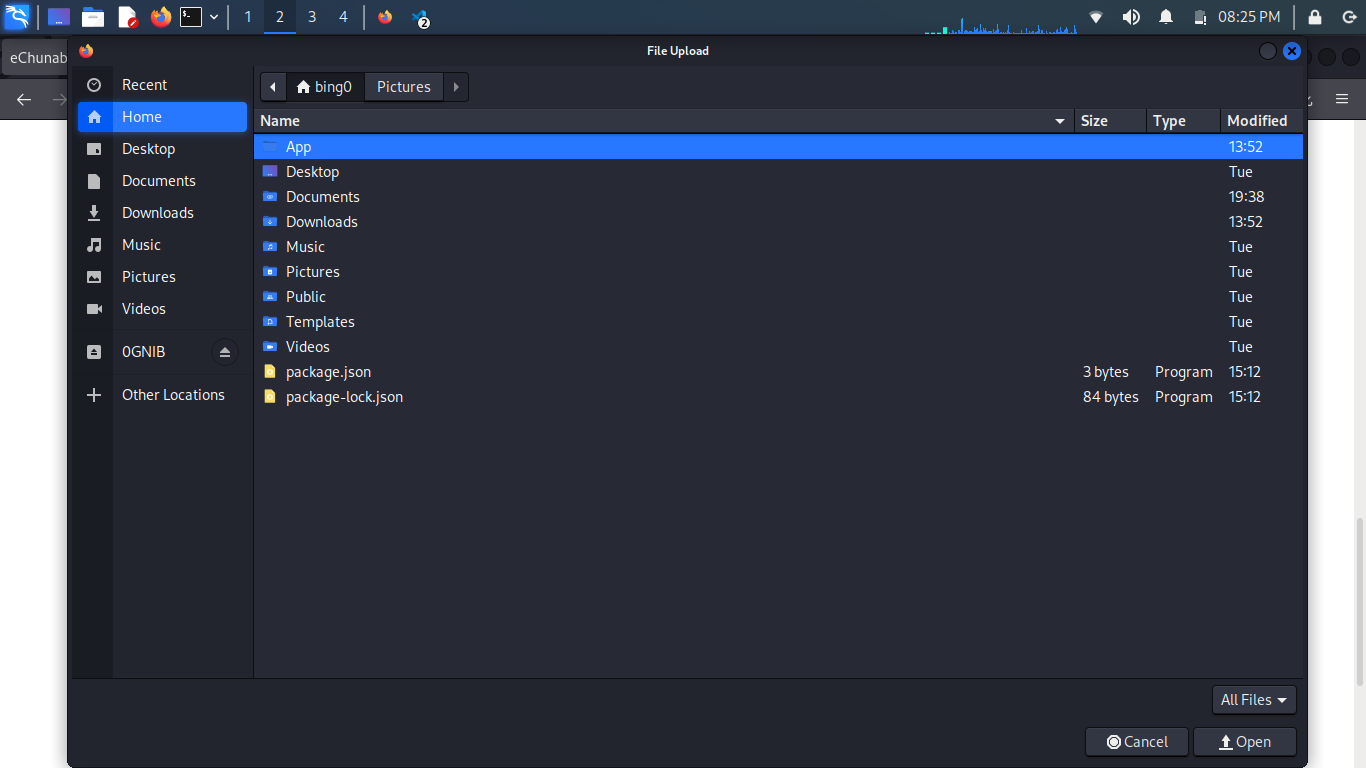 1 2 3 4 2 08:25 PM
File Upload
eChunab
Recent
Home
Desktop
Documents
Downloads
Music
Pictures
Videos
0GNIB
Other Locations
bing0 Pictures
Name Size Type Modified
App 13:52
Desktop Tue
Documents 19:38
Downloads 13:52
Music Tue
Pictures Tue
Public Tue
Templates Tue
Videos Tue
package.json 3 bytes Program 15:12
package-lock.json 84 bytes Program 15:12
All Files
Cancel Open